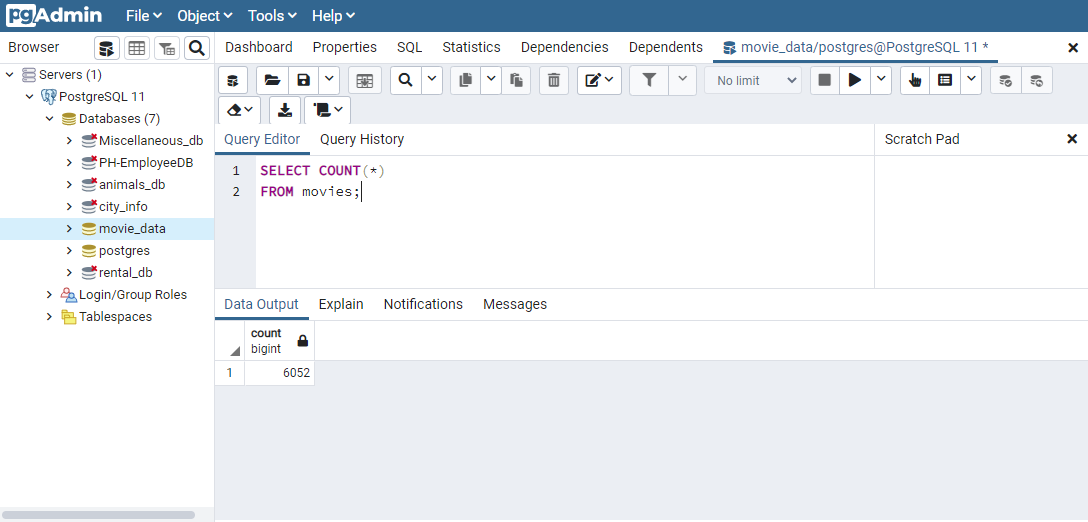 pgAdmin File Object Tools Help
Browser
Dashboard Properties SQL Statistics Dependencies Dependents movie_data/postgres@PostgreSQL 11 *
Servers (1)
PostgreSQL 11
Databases (7)
Miscellaneous_db
PH-EmployeeDB
animals_db
city_info
movie_data
postgres
rental_db
Login/Group Roles
Tablespaces
No limit
Query Editor Query History
Scratch Pad
1 SELECT COUNT(*)
2 FROM movies;
Data Output Explain Notifications Messages
count
bigint
1 6052